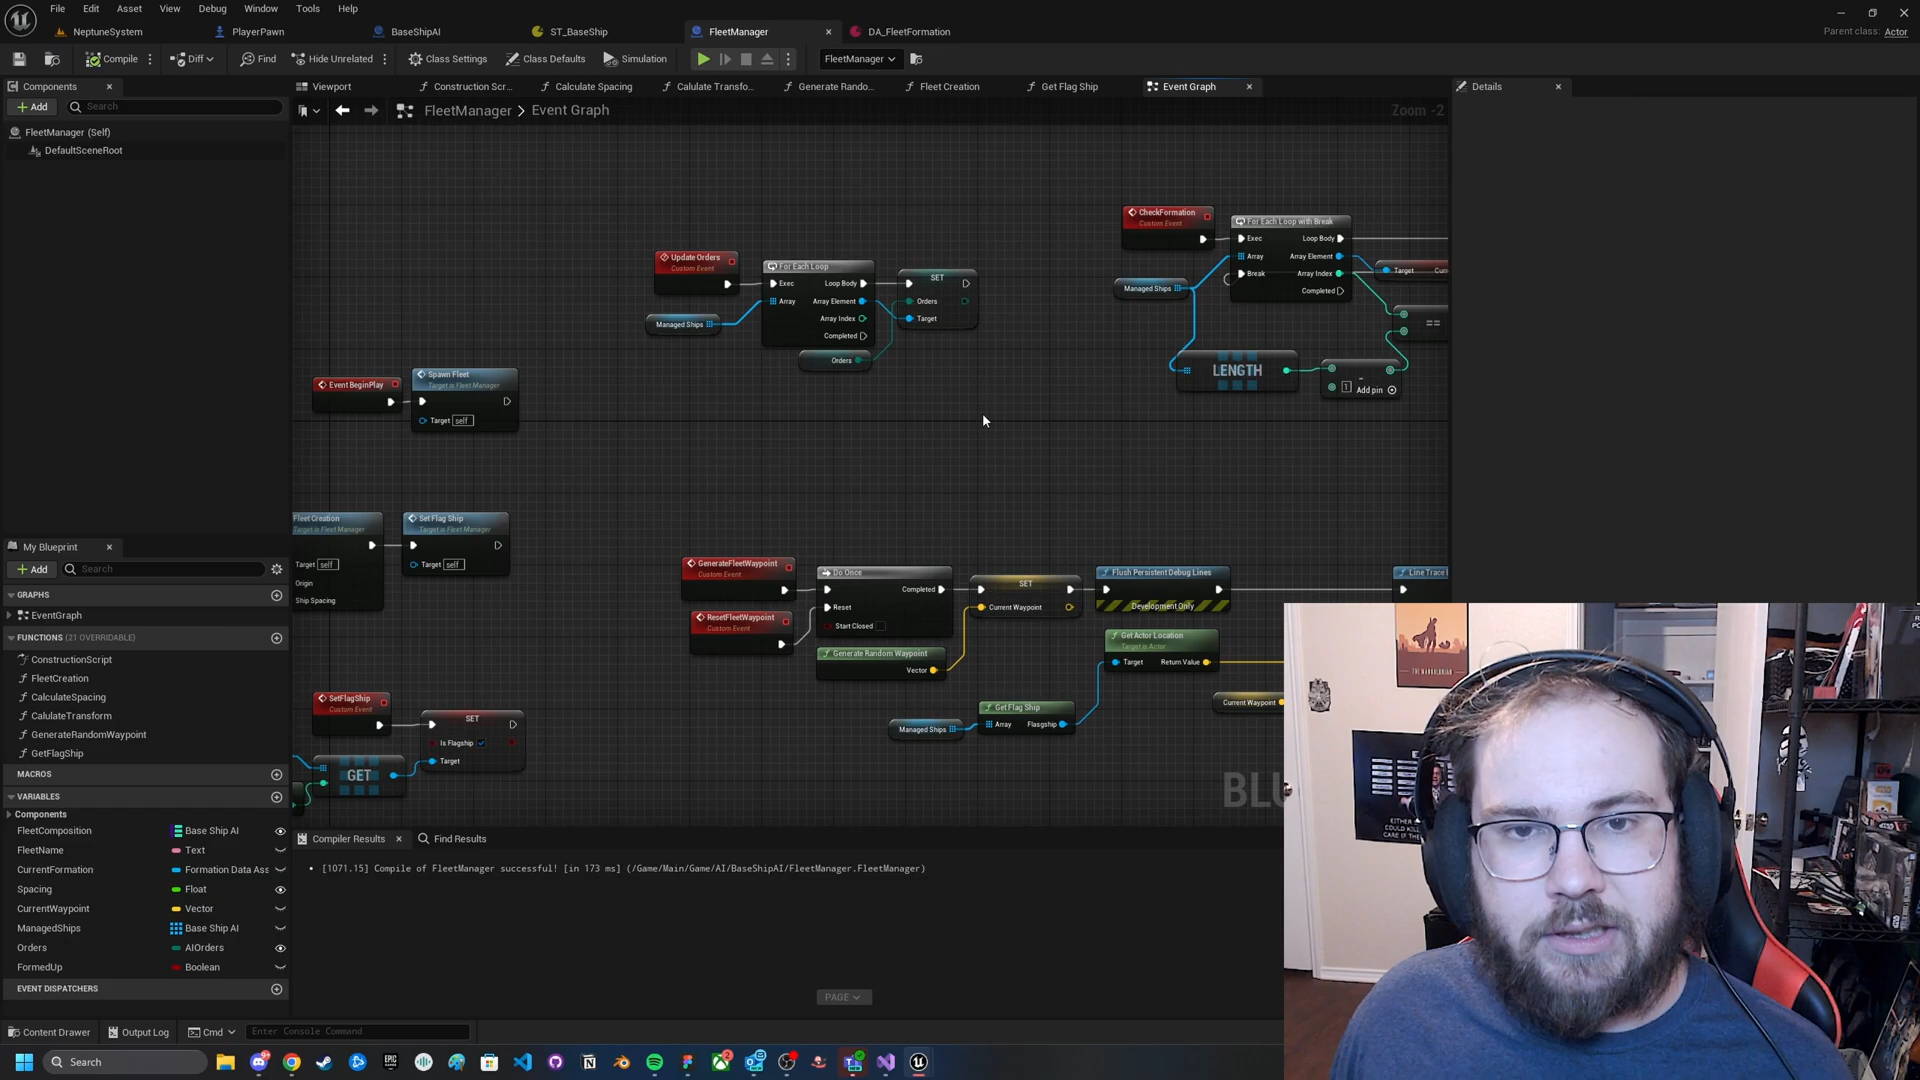 File Edit Asset View Debug Window Tools Help
NeptuneSystem PlayerPawn BaseShipAI ST_BaseShip FleetManager DA_FleetFormation
Parent class: Actor
Compile Diff Find Hide Unrelated Class Settings Class Defaults Simulation FleetManager
Components
Viewport Construction Scr... Calculate Spacing Calulate Transfo... Generate Rando... Fleet Creation Get Flag Ship Event Graph
Details
Add Search
FleetManager > Event Graph
Zoom -2
FleetManager (Self)
DefaultSceneRoot
Update Orders
Custom Event
For Each Loop
Exec Loop Body
Array Array Element
Array Index
Completed
Managed Ships
Orders
SET
Orders
Target
CheckFormation
Custom Event
For Each Loop with Break
Exec Loop Body
Array Array Element
Break Array Index
Completed
Managed Ships
Target
==
LENGTH
-
1 Add pin
Event BeginPlay
Spawn Fleet
Target is Fleet Manager
Target self
Fleet Creation
Target is Fleet Manager
Target self
Origin
Ship Spacing
Set Flag Ship
Target is Fleet Manager
Target self
GenerateFleetWaypoint
Custom Event
ResetFleetWaypoint
Custom Event
Do Once
Completed
Reset
Start Closed
Generate Random Waypoint
Vector
SET
Current Waypoint
Flush Persistent Debug Lines
Development Only
Get Actor Location
Target is Actor
Target Return Value
Managed Ships
Get Flag Ship
Array Flasgship
Current Waypoint
SetFlagShip
Custom Event
SET
Is Flagship
Target
GET
My Blueprint
Add Search
GRAPHS
EventGraph
FUNCTIONS (21 OVERRIDABLE)
ConstructionScript
FleetCreation
CalculateSpacing
CalulateTransform
GenerateRandomWaypoint
GetFlagShip
MACROS
VARIABLES
Components
FleetComposition Base Ship AI
FleetName Text
CurrentFormation Formation Data Ass
Spacing Float
CurrentWaypoint Vector
ManagedShips Base Ship AI
Orders AIOrders
FormedUp Boolean
EVENT DISPATCHERS
Compiler Results Find Results
[1071.15] Compile of FleetManager successful! [in 173 ms] (/Game/Main/Game/AI/BaseShipAI/FleetManager.FleetManager)
PAGE
Content Drawer Output Log Cmd Enter Console Command
Search